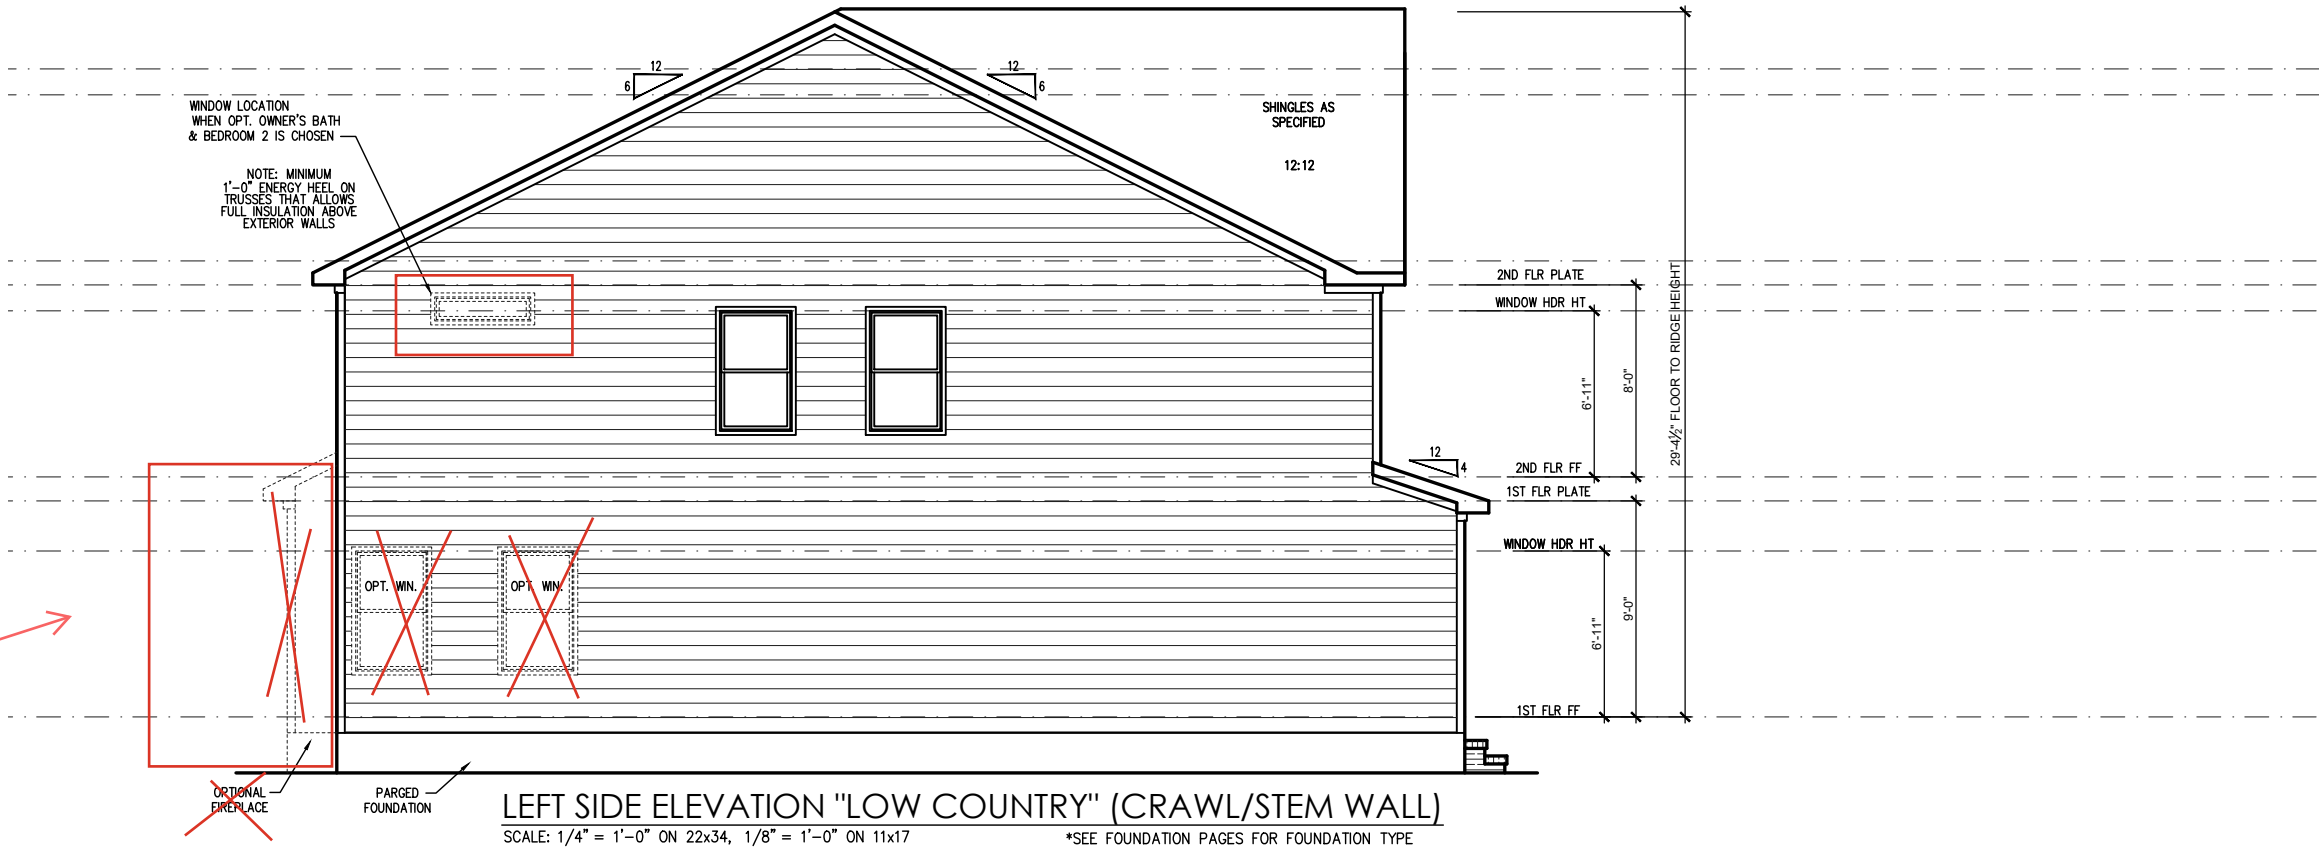 12
6
12
6
WINDOW LOCATION
WHEN OPT. OWNER'S BATH
& BEDROOM 2 IS CHOSEN
SHINGLES AS
SPECIFIED
12:12
NOTE: MINIMUM
1'-0" ENERGY HEEL ON
TRUSSES THAT ALLOWS
FULL INSULATION ABOVE
EXTERIOR WALLS
2ND FLR PLATE
WINDOW HDR HT
29'-4½" FLOOR TO RIDGE HEIGHT
6'-11"
8'-0"
12
4
2ND FLR FF
1ST FLR PLATE
WINDOW HDR HT
OPT. WIN.
OPT. WIN.
6'-11"
9'-0"
1ST FLR FF
OPTIONAL
FIREPLACE
PARGED
FOUNDATION
LEFT SIDE ELEVATION "LOW COUNTRY" (CRAWL/STEM WALL)
SCALE: 1/4" = 1'-0" ON 22x34, 1/8" = 1'-0" ON 11x17
*SEE FOUNDATION PAGES FOR FOUNDATION TYPE